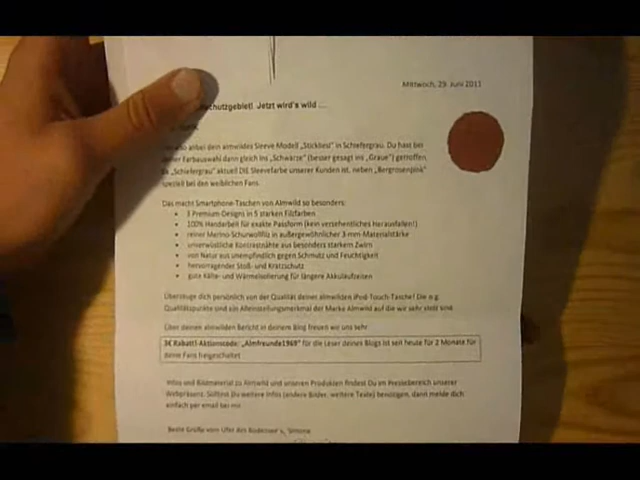 Mittwoch, 29. Juni 2011
schutzgebiet! Jetzt wird's wild ...
anbei dein almwildes Sleeve Modell „Stickliesl" in Schiefergrau. Du hast bei
Farbauswahl dann gleich ins „Schwarze" (besser gesagt ins „Graue") getroffen,
„Schiefergrau" aktuell DIE Sleevefarbe unserer Kunden ist, neben „Bergrosenpink"
speziell bei den weiblichen Fans.
Das macht Smartphone-Taschen von Almwild so besonders:
• 3 Premium-Designs in 5 starken Filzfarben
• 100% Handarbeit für exakte Passform (kein versehentliches Herausfallen!)
• reiner Merino-Schurwollfilz in außergewöhnlicher 3-mm-Materialstärke
• unverwüstliche Kontrastnähte aus besonders starkem Zwirn
• von Natur aus unempfindlich gegen Schmutz und Feuchtigkeit
• hervorragender Stoß- und Kratzschutz
• gute Kälte- und Wärmeisolierung für längere Akkulaufzeiten
Überzeuge dich persönlich von der Qualität deiner almwilden iPod-Touch-Tasche! Die o.g.
Qualitätspunkte sind ein Alleinstellungsmerkmal der Marke Almwild auf die wir sehr stolz sind.
Über deinen almwilden Bericht in deinem Blog freuen wir uns sehr
3€ Rabatt! Aktionscode: „Almfreunde1969" für die Leser deines Blogs ist seit heute für 2 Monate für
deine Fans freigeschaltet
Infos und Bildmaterial zu Almwild und unseren Produkten findest Du im Pressebereich unserer
Webpräsenz. Solltest Du weitere Infos (andere Bilder, weitere Texte) benötigen, dann melde dich
einfach per email bei mir.
Beste Grüße vom Ufer des Bodensee's, Simone